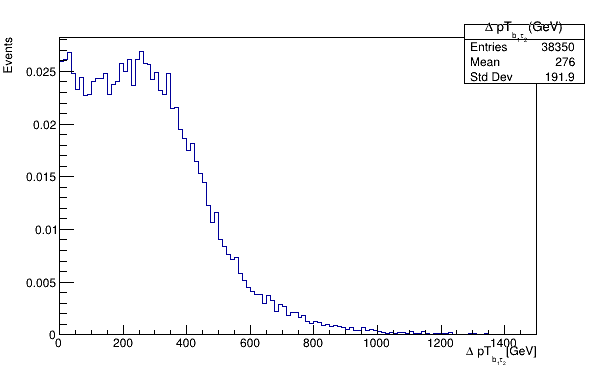 Δ pT_{b₁τ₂}(GeV)
Entries 38350
Mean 276
Std Dev 191.9
Events
0.025
0.02
0.015
0.01
0.005
0
0 200 400 600 800 1000 1200 1400
Δ pT_{b₁τ₂}[GeV]